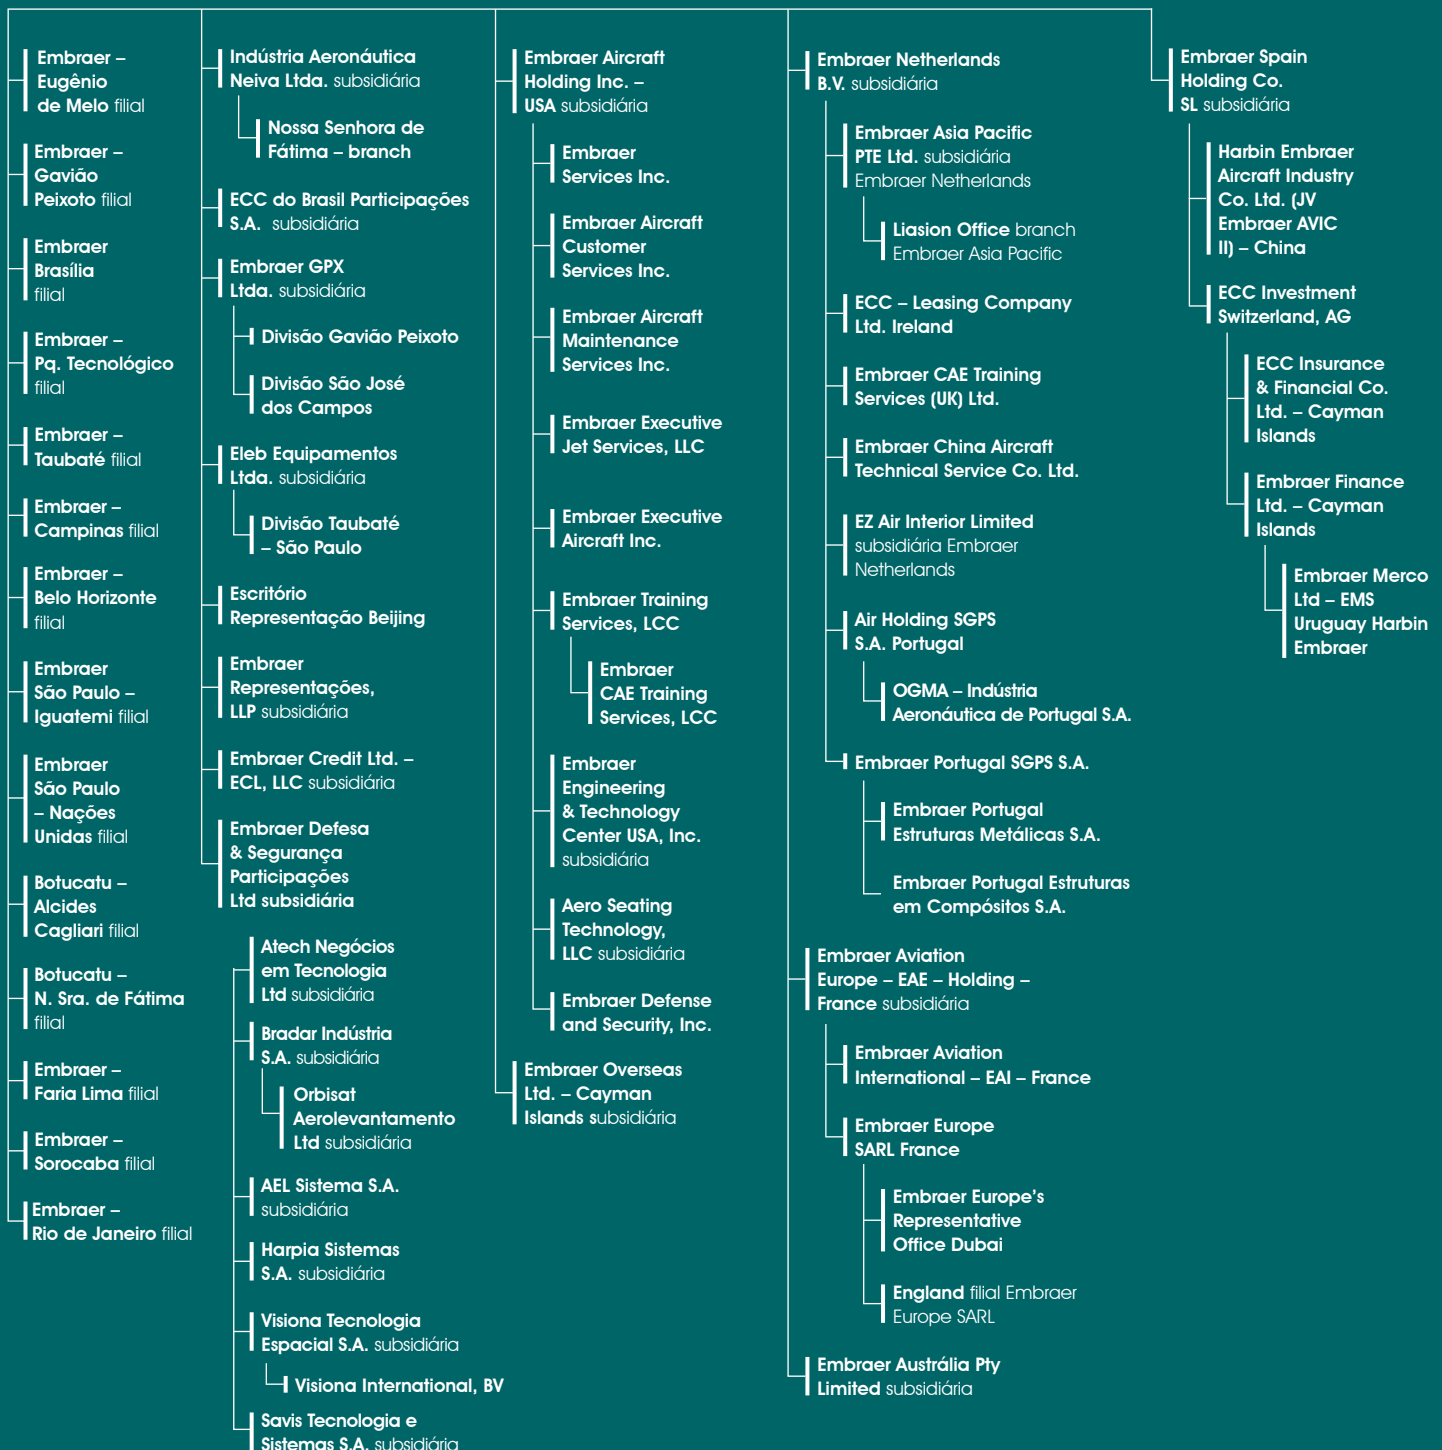 Embraer –
Eugênio
de Melo filial
Embraer –
Gavião
Peixoto filial
Embraer
Brasília
filial
Embraer –
Pq. Tecnológico
filial
Embraer –
Taubaté filial
Embraer –
Campinas filial
Embraer –
Belo Horizonte
filial
Embraer
São Paulo –
Iguatemi filial
Embraer
São Paulo
– Nações
Unidas filial
Botucatu –
Alcides
Cagliari filial
Botucatu –
N. Sra. de Fátima
filial
Embraer –
Faria Lima filial
Embraer –
Sorocaba filial
Embraer –
Rio de Janeiro filial
Indústria Aeronáutica
Neiva Ltda. subsidiária
Nossa Senhora de
Fátima – branch
ECC do Brasil Participações
S.A. subsidiária
Embraer GPX
Ltda. subsidiária
Divisão Gavião Peixoto
Divisão São José
dos Campos
Eleb Equipamentos
Ltda. subsidiária
Divisão Taubaté
– São Paulo
Escritório
Representação Beijing
Embraer
Representações,
LLP subsidiária
Embraer Credit Ltd. –
ECL, LLC subsidiária
Embraer Defesa
& Segurança
Participações
Ltd subsidiária
Atech Negócios
em Tecnologia
Ltd subsidiária
Bradar Indústria
S.A. subsidiária
Orbisat
Aerolevantamento
Ltd subsidiária
AEL Sistema S.A.
subsidiária
Harpia Sistemas
S.A. subsidiária
Visiona Tecnologia
Espacial S.A. subsidiária
Visiona International, BV
Savis Tecnologia e
Sistemas S.A. subsidiária
Embraer Aircraft
Holding Inc. –
USA subsidiária
Embraer
Services Inc.
Embraer Aircraft
Customer
Services Inc.
Embraer Aircraft
Maintenance
Services Inc.
Embraer Executive
Jet Services, LLC
Embraer Executive
Aircraft Inc.
Embraer Training
Services, LCC
Embraer
CAE Training
Services, LCC
Embraer
Engineering
& Technology
Center USA, Inc.
subsidiária
Aero Seating
Technology,
LLC subsidiária
Embraer Defense
and Security, Inc.
Embraer Overseas
Ltd. – Cayman
Islands subsidiária
Embraer Netherlands
B.V. subsidiária
Embraer Asia Pacific
PTE Ltd. subsidiária
Embraer Netherlands
Liasion Office branch
Embraer Asia Pacific
ECC – Leasing Company
Ltd. Ireland
Embraer CAE Training
Services (UK) Ltd.
Embraer China Aircraft
Technical Service Co. Ltd.
EZ Air Interior Limited
subsidiária Embraer
Netherlands
Air Holding SGPS
S.A. Portugal
OGMA – Indústria
Aeronáutica de Portugal S.A.
Embraer Portugal SGPS S.A.
Embraer Portugal
Estruturas Metálicas S.A.
Embraer Portugal Estruturas
em Compósitos S.A.
Embraer Aviation
Europe – EAE – Holding –
France subsidiária
Embraer Aviation
International – EAI – France
Embraer Europe
SARL France
Embraer Europe's
Representative
Office Dubai
England filial Embraer
Europe SARL
Embraer Austrália Pty
Limited subsidiária
Embraer Spain
Holding Co.
SL subsidiária
Harbin Embraer
Aircraft Industry
Co. Ltd. (JV
Embraer AVIC
II) – China
ECC Investment
Switzerland, AG
ECC Insurance
& Financial Co.
Ltd. – Cayman
Islands
Embraer Finance
Ltd. – Cayman
Islands
Embraer Merco
Ltd – EMS
Uruguay Harbin
Embraer